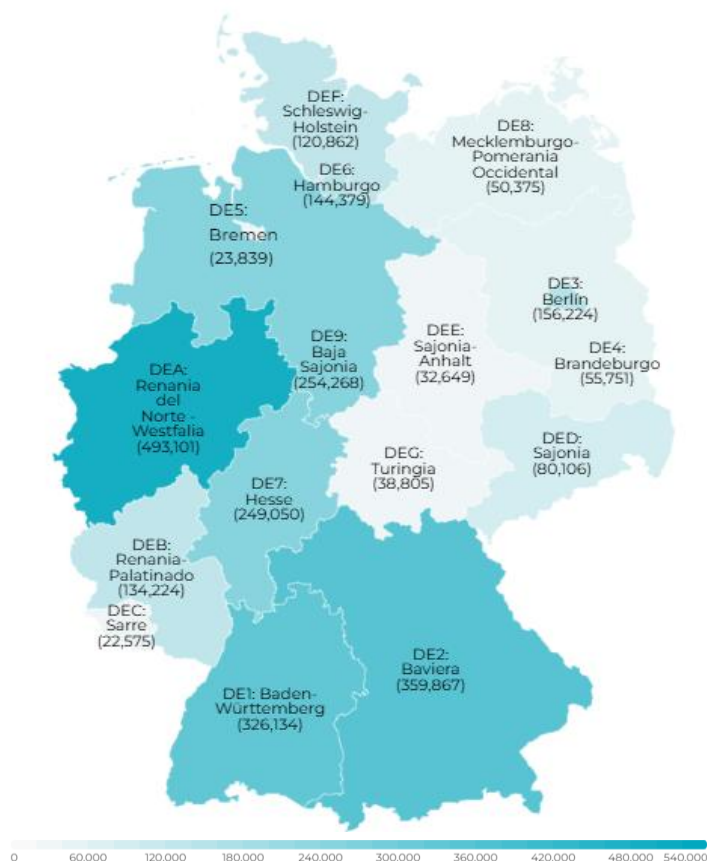 DEF:
Schleswig-
Holstein
(120,862)
DE8:
Mecklemburgo-
Pomerania
Occidental
(50,375)
DE6:
Hamburgo
(144,379)
DE5:
Bremen
(23,839)
DE3:
Berlín
(156,224)
DE9:
Baja
Sajonia
(254,268)
DEE:
Sajonia-
Anhalt
(32,649)
DE4:
Brandeburgo
(55,751)
DEA:
Renania
del
Norte -
Westfalia
(493,101)
DED:
Sajonia
(80,106)
DEG:
Turingia
(38,805)
DE7:
Hesse
(249,050)
DEB:
Renania-
Palatinado
(134,224)
DEC:
Sarre
(22,575)
DE2:
Baviera
(359,867)
DE1: Baden-
Württemberg
(326,134)
0 60.000 120.000 180.000 240.000 300.000 360.000 420.000 480.000 540.000